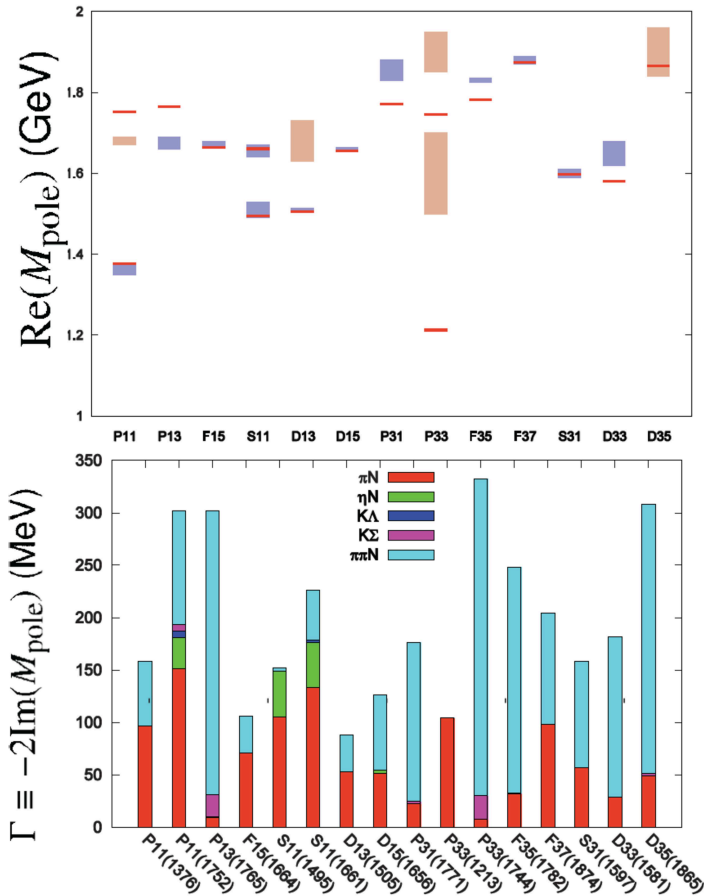 2
1.8
1.6
1.4
1.2
1
Re(M_pole) (GeV)
P11 P13 F15 S11 D13 D15 P31 P33 F35 F37 S31 D33 D35
350
300
250
200
150
100
50
0
Γ ≡ −2Im(M_pole) (MeV)
πN
ηN
KΛ
KΣ
ππN
P11(1376)
P11(1752)
P13(1765)
F15(1664)
S11(1495)
S11(1661)
D13(1505)
D15(1656)
P31(1771)
P33(213)
P33(1744)
F35(1782)
F37(1874)
S31(1597)
D33(1581)
D35(1865)